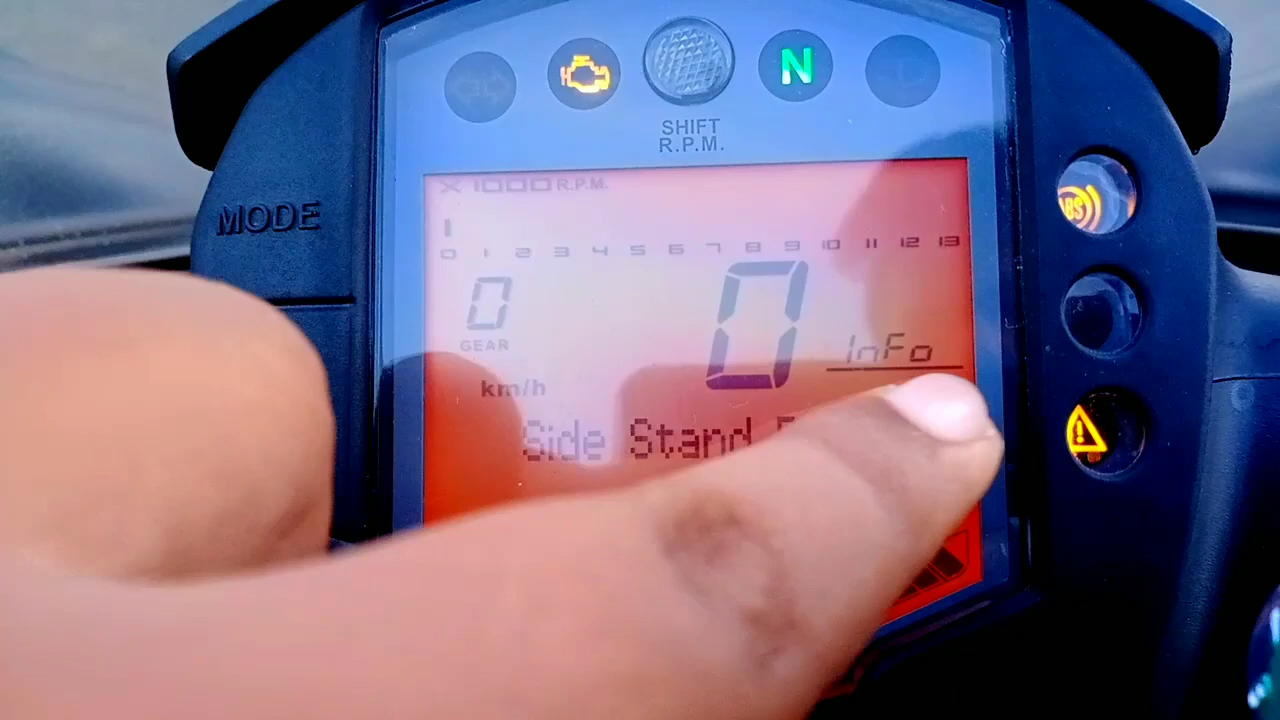 N
SHIFT
R.P.M.
MODE
X 1000 R.P.M.
ABS
0 1 2 3 4 5 6 7 8 9 10 11 12 13
0
0
GEAR
InFo
km/h
Side Stand